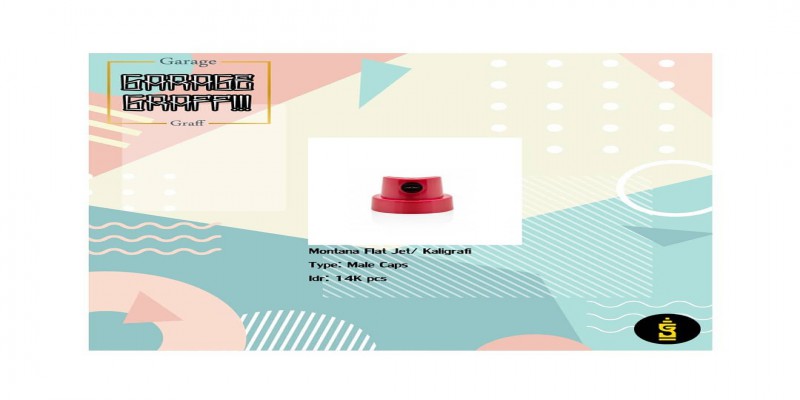 Garage
GARAGE
GRAFF!!!
Graff
Montana Flat Jet/ Kaligrafi
Type: Male Caps
Idr: 14K pcs